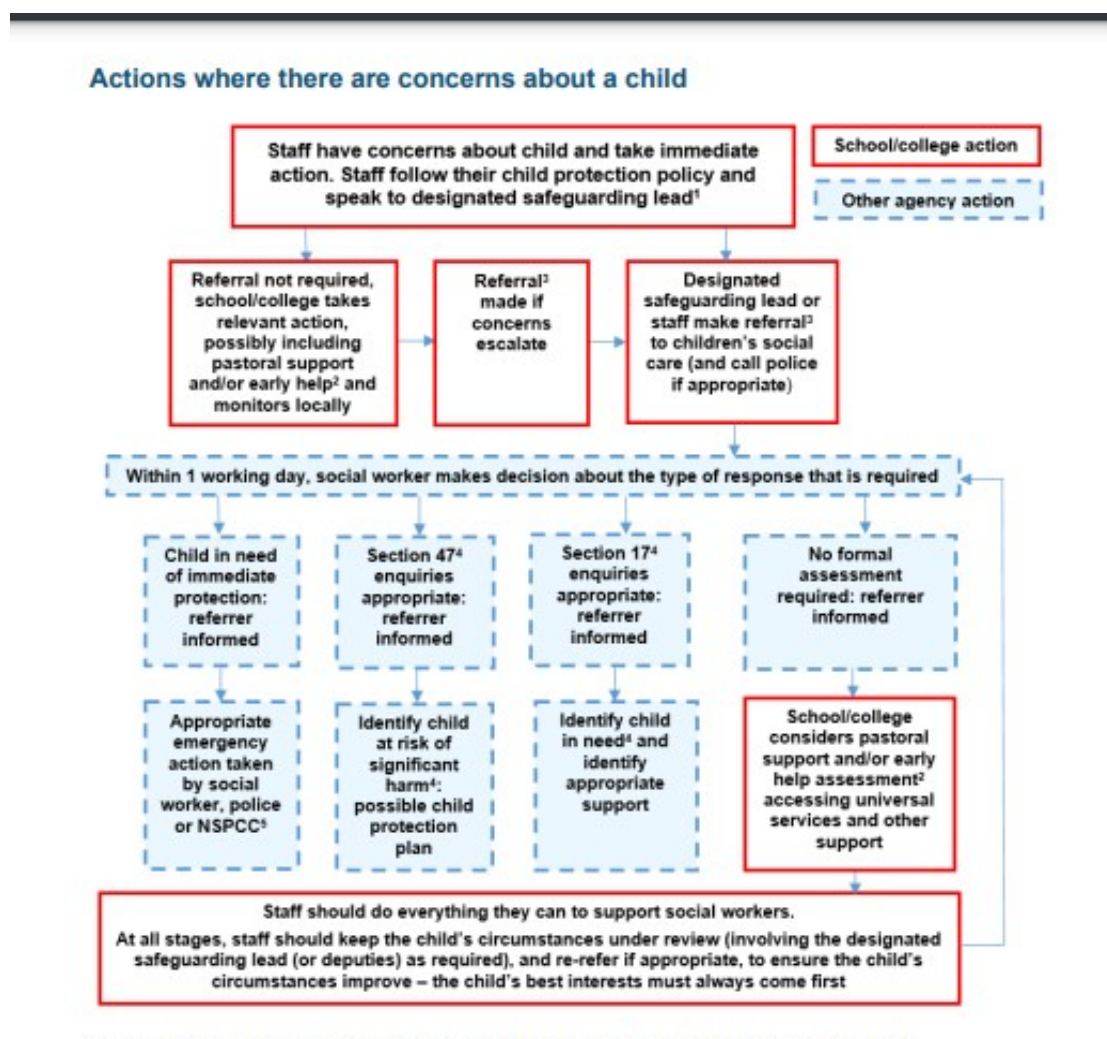 Actions where there are concerns about a child
Staff have concerns about child and take immediate
action. Staff follow their child protection policy and
speak to designated safeguarding lead¹
School/college action
Other agency action
Referral not required,
school/college takes
relevant action,
possibly including
pastoral support
and/or early help² and
monitors locally
Referral³
made if
concerns
escalate
Designated
safeguarding lead or
staff make referral³
to children's social
care (and call police
if appropriate)
Within 1 working day, social worker makes decision about the type of response that is required
Child in need
of immediate
protection:
referrer
informed
Section 47⁴
enquiries
appropriate:
referrer
informed
Section 17⁴
enquiries
appropriate:
referrer
informed
No formal
assessment
required: referrer
informed
Appropriate
emergency
action taken
by social
worker, police
or NSPCC⁵
Identify child
at risk of
significant
harm⁴:
possible child
protection
plan
Identify child
in need⁴ and
identify
appropriate
support
School/college
considers pastoral
support and/or early
help assessment²
accessing universal
services and other
support
Staff should do everything they can to support social workers.
At all stages, staff should keep the child's circumstances under review (involving the designated
safeguarding lead (or deputies) as required), and re-refer if appropriate, to ensure the child's
circumstances improve – the child's best interests must always come first